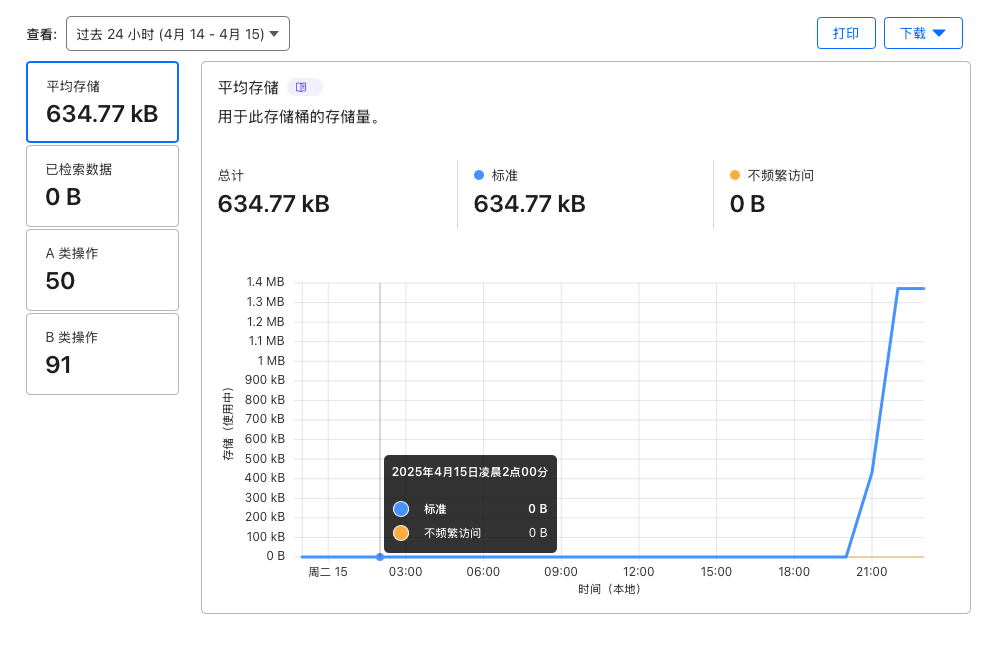 查看: 过去 24 小时 (4月 14 - 4月 15) 打印 下载
平均存储
634.77 kB
已检索数据
0 B
A 类操作
50
B 类操作
91
平均存储
用于此存储桶的存储量。
总计 标准 不频繁访问
634.77 kB 634.77 kB 0 B
存储（使用中）
1.4 MB
1.3 MB
1.2 MB
1.1 MB
1 MB
900 kB
800 kB
700 kB
600 kB
500 kB
400 kB
300 kB
200 kB
100 kB
0 B
2025年4月15日凌晨2点00分
标准 0 B
不频繁访问 0 B
周二 15 03:00 06:00 09:00 12:00 15:00 18:00 21:00
时间（本地）